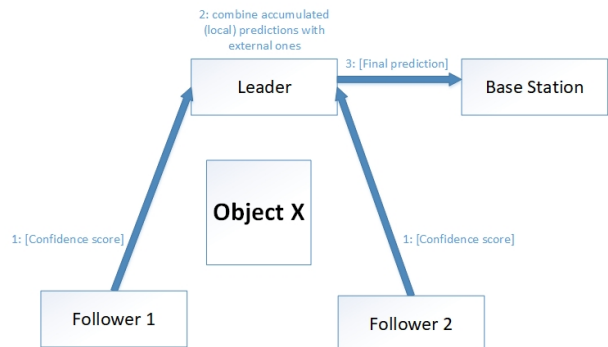 2: combine accumulated
(local) predictions with
external ones
Leader
3: [Final prediction]
Base Station
Object X
1: [Confidence score]
1: [Confidence score]
Follower 1
Follower 2